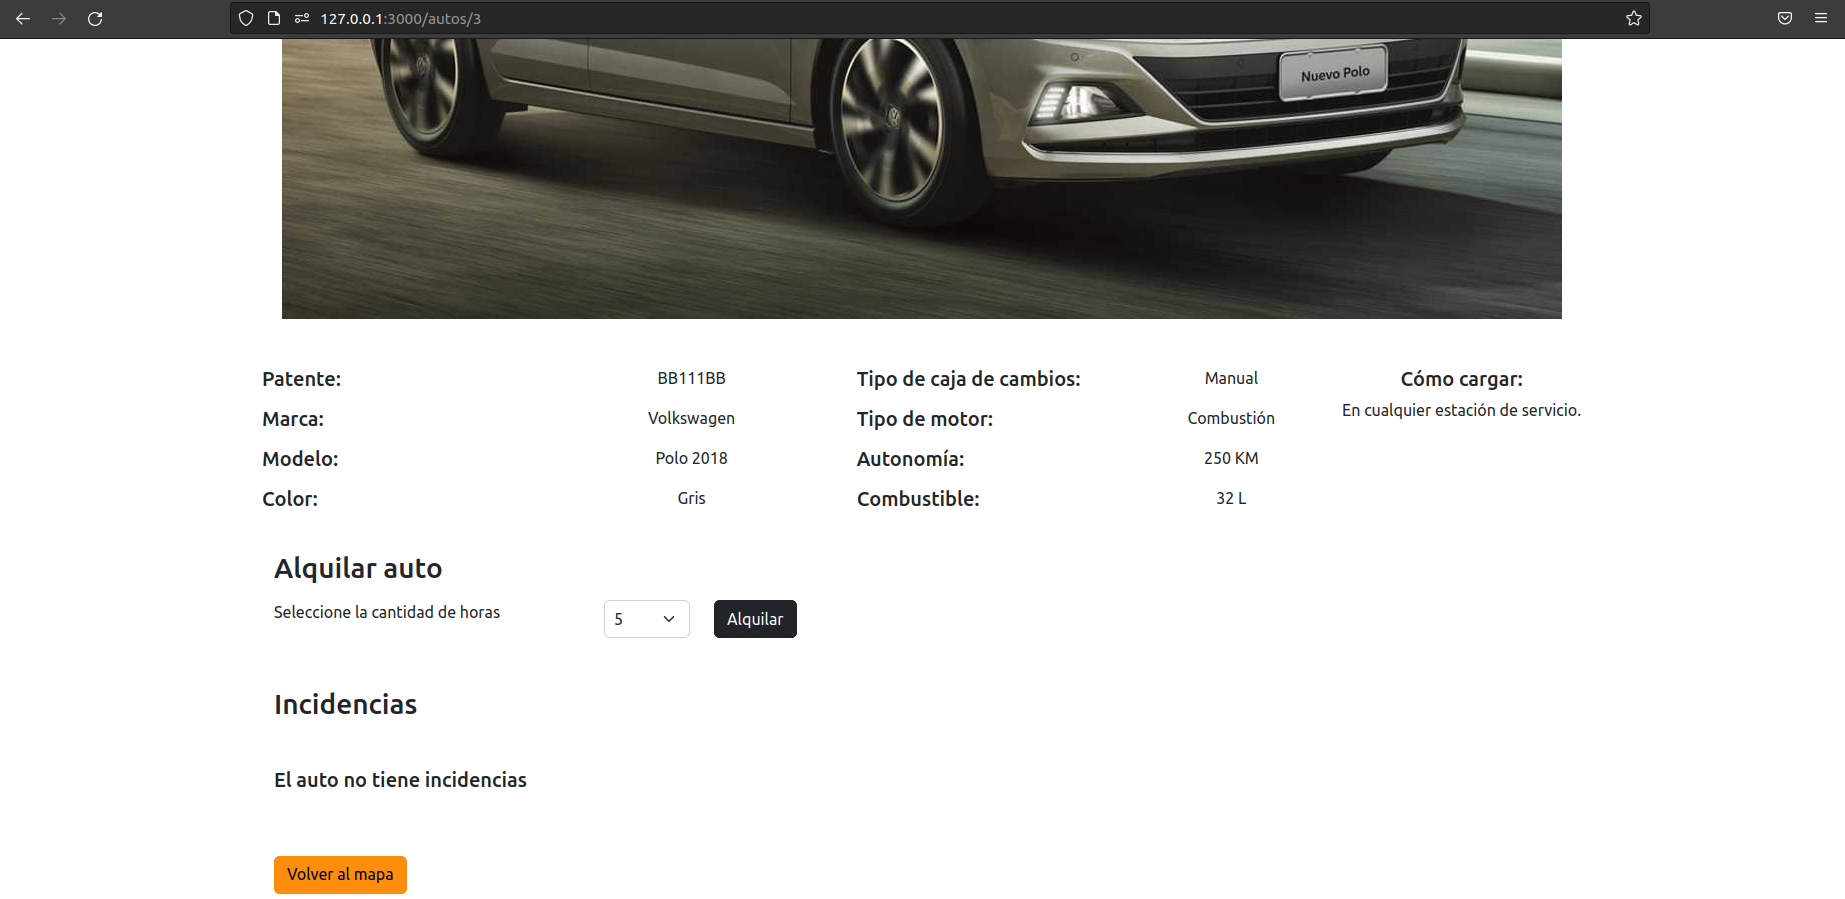 127.0.0.1:3000/autos/3
Nuevo Polo
Patente: BB111BB Tipo de caja de cambios: Manual Cómo cargar:
Marca: Volkswagen Tipo de motor: Combustión En cualquier estación de servicio.
Modelo: Polo 2018 Autonomía: 250 KM
Color: Gris Combustible: 32 L
Alquilar auto
Seleccione la cantidad de horas 5 Alquilar
Incidencias
El auto no tiene incidencias
Volver al mapa